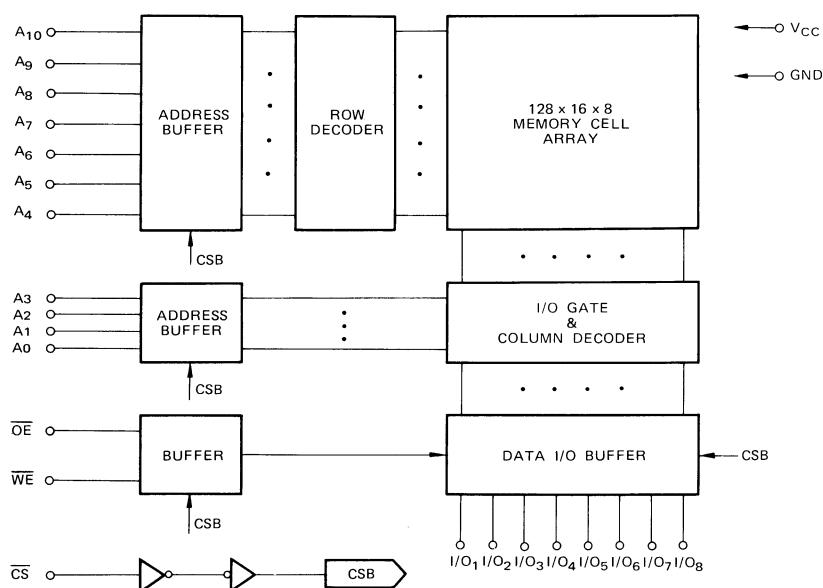 A10
A9
A8
A7
A6
A5
A4
ADDRESS
BUFFER
CSB
ROW
DECODER
128 x 16 x 8
MEMORY CELL
ARRAY
VCC
GND
A3
A2
A1
A0
ADDRESS
BUFFER
CSB
I/O GATE
&
COLUMN DECODER
OE
WE
BUFFER
CSB
DATA I/O BUFFER
CSB
I/O1 I/O2 I/O3 I/O4 I/O5 I/O6 I/O7 I/O8
CS
CSB